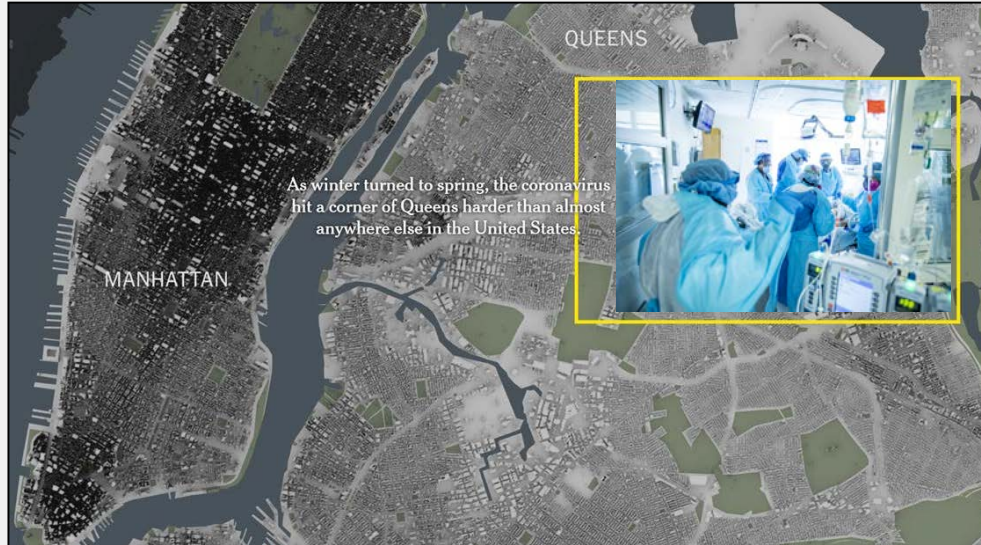 QUEENS
As winter turned to spring, the coronavirus
hit a corner of Queens harder than almost
anywhere else in the United States.
MANHATTAN